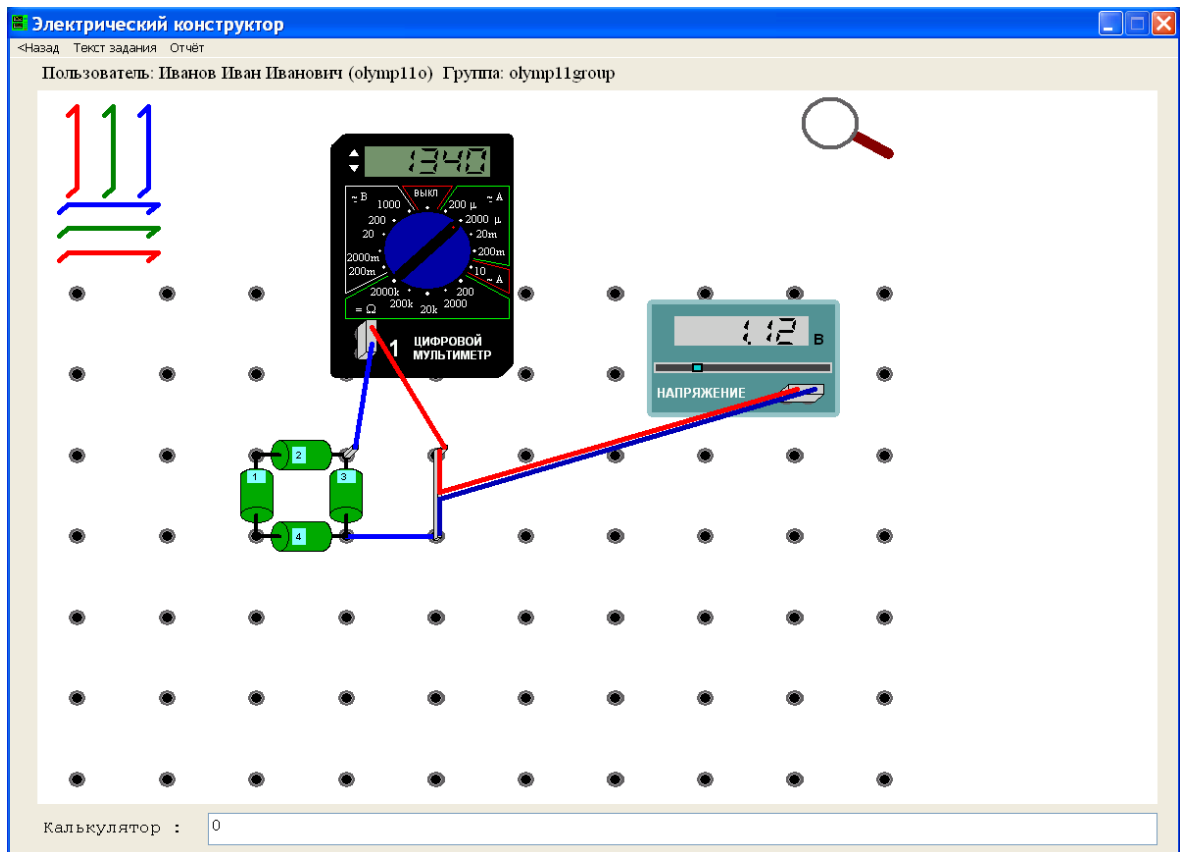 Электрический конструктор
<Назад Текст задания Отчёт
Пользователь: Иванов Иван Иванович (olymp11o) Группа: olymp11group
1340
ВЫКЛ
~ В
1000
200
20
2000m
200m
~ А
200 μ
2000 μ
20m
200m
10
~ А
2000k
200k
20k
2000
200
= Ω
1
ЦИФРОВОЙ
МУЛЬТИМЕТР
1.12 В
НАПРЯЖЕНИЕ
2
1
3
4
Калькулятор : 0